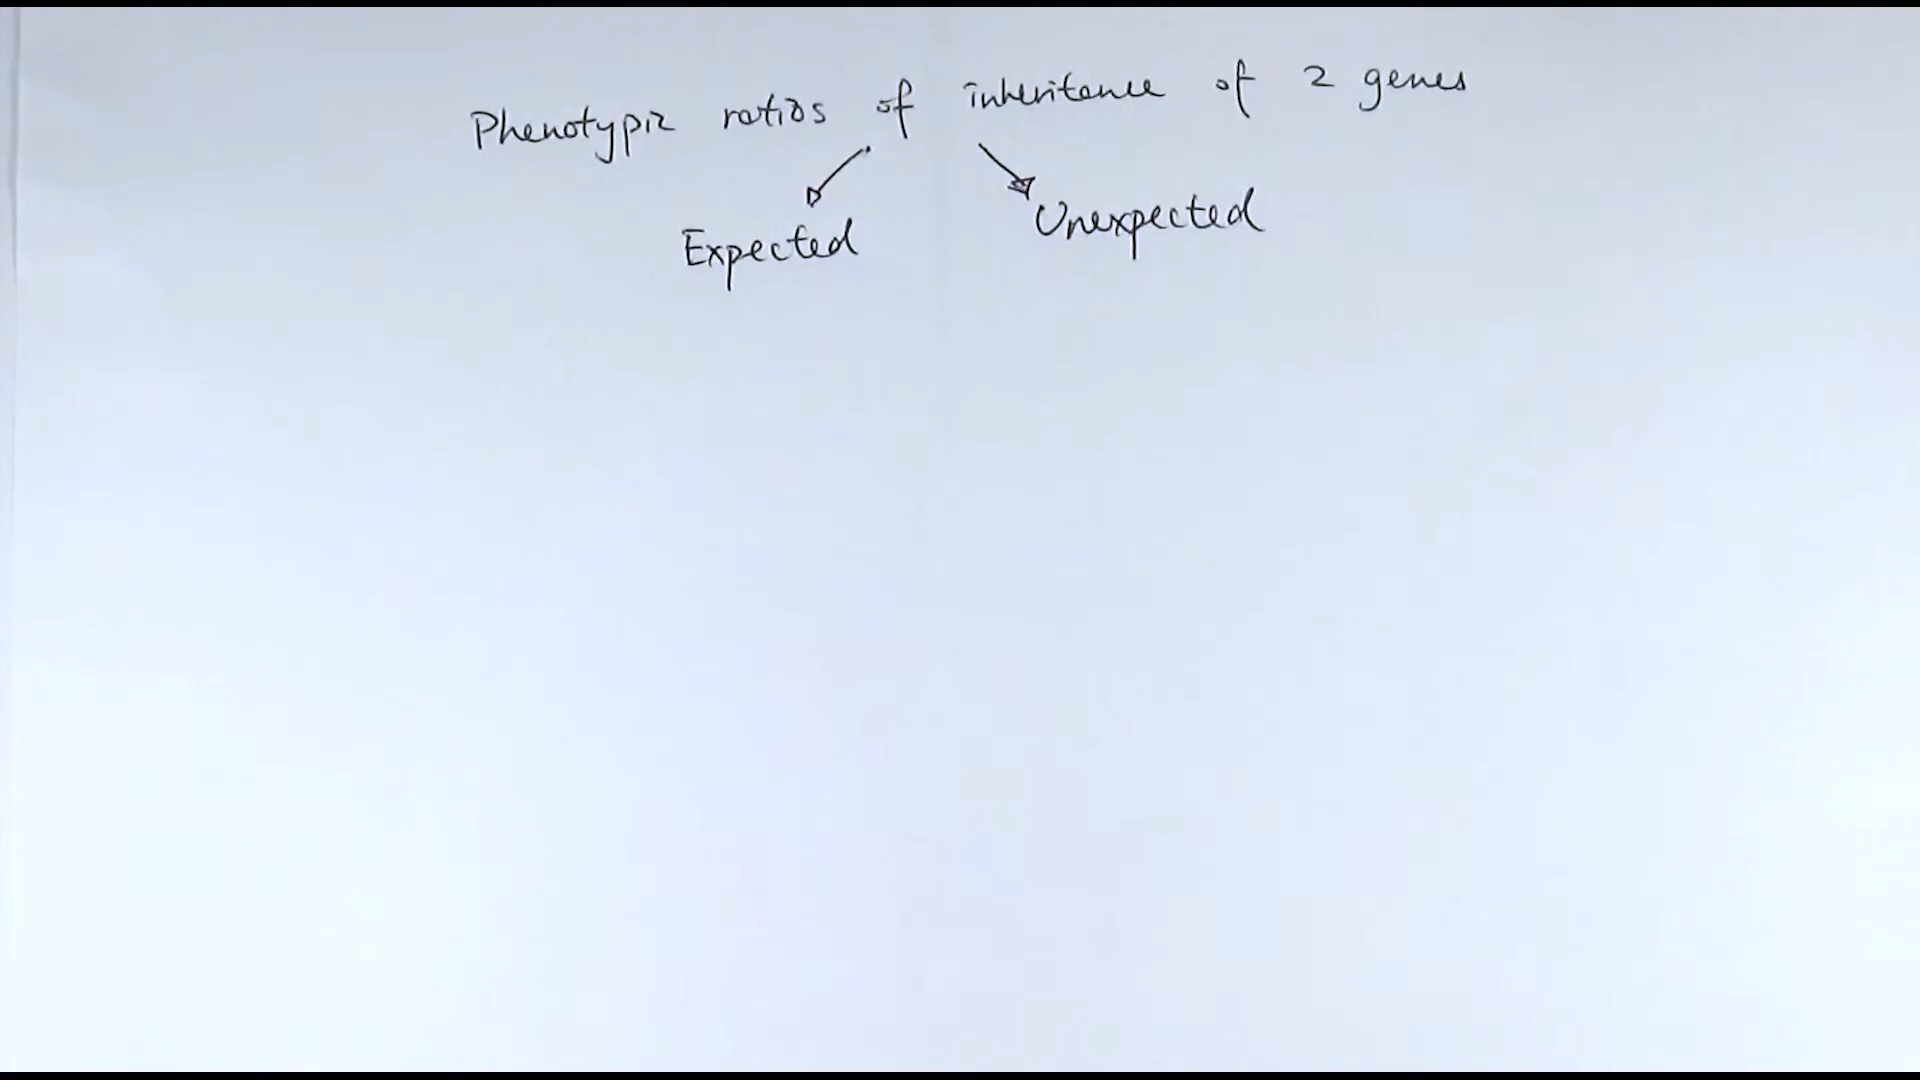 Phenotypic ratios of inheritance of 2 genes
Expected
Unexpected